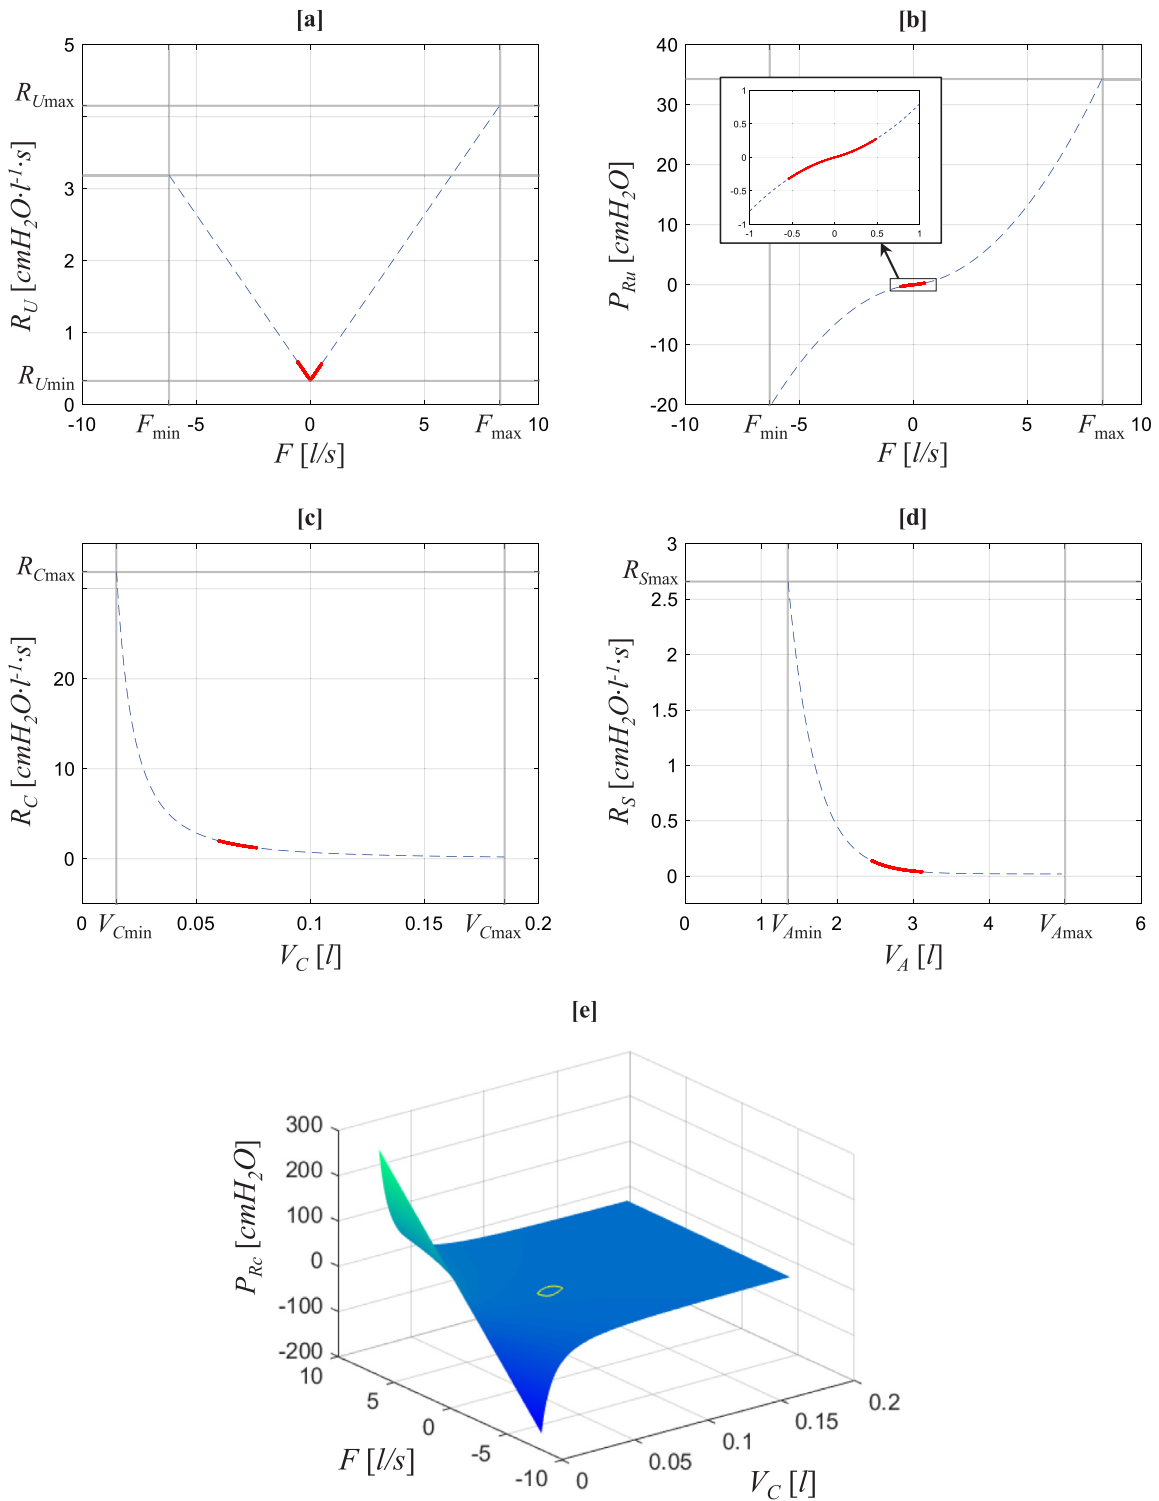 [a]
5
R_Umax
3
2
1
R_Umin
0
R_U [cmH_2O·l^-1·s]
-10 F_min -5 0 5 F_max 10
F [l/s]
[b]
40
30
20
10
0
-10
-20
P_Ru [cmH_2O]
1
0.5
0
-0.5
-1
-1 -0.5 0 0.5 1
-10 F_min -5 0 5 F_max 10
F [l/s]
[c]
R_Cmax
20
10
0
R_C [cmH_2O·l^-1·s]
0 V_Cmin 0.05 0.1 0.15 V_Cmax 0.2
V_C [l]
[d]
3
R_Smax
2.5
2
1.5
1
0.5
0
R_S [cmH_2O·l^-1·s]
0 1 V_Amin 2 3 4 V_Amax 6
V_A [l]
[e]
300
200
100
0
-100
-200
P_Rc [cmH_2O]
10
5
0
-5
-10
F [l/s]
0
0.05
0.1
0.15
0.2
V_C [l]